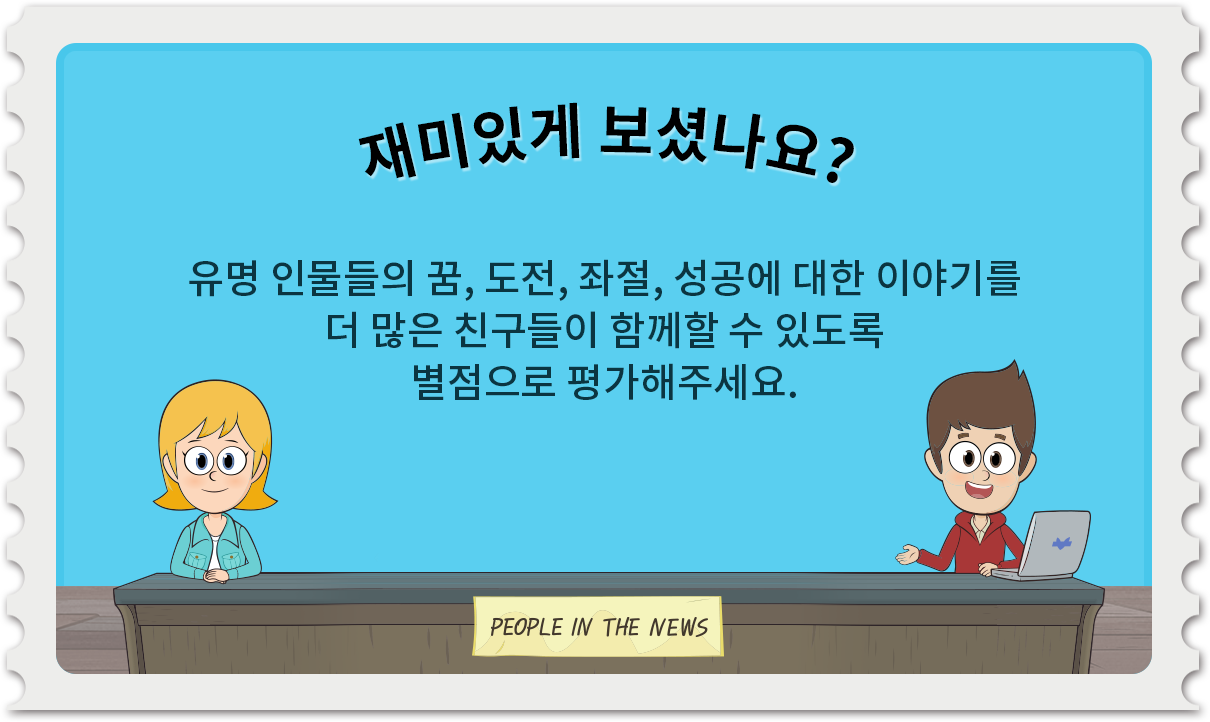 재미있게 보셨나요?
유명 인물들의 꿈, 도전, 좌절, 성공에 대한 이야기를
더 많은 친구들이 함께할 수 있도록
별점으로 평가해주세요.
PEOPLE IN THE NEWS